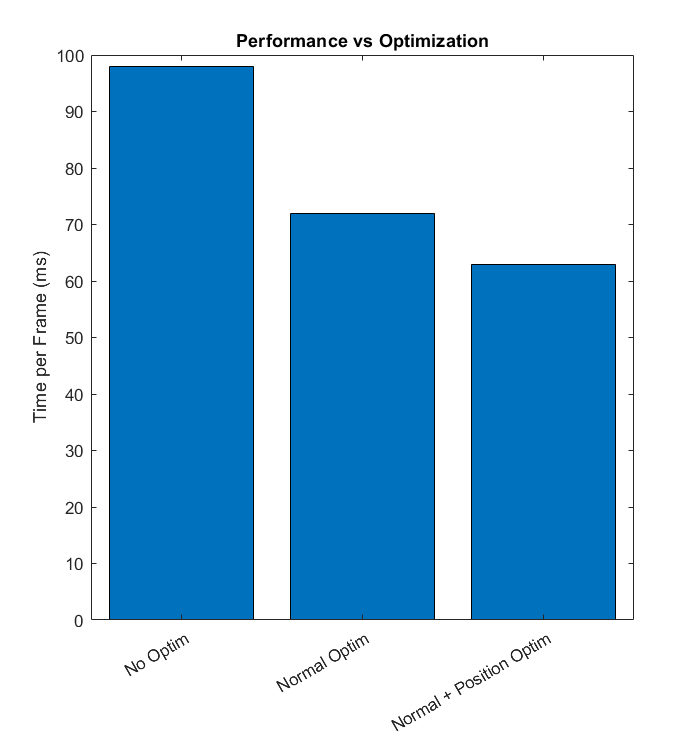 Performance vs Optimization
Time per Frame (ms)
100
90
80
70
60
50
40
30
20
10
0
No Optim
Normal Optim
Normal + Position Optim